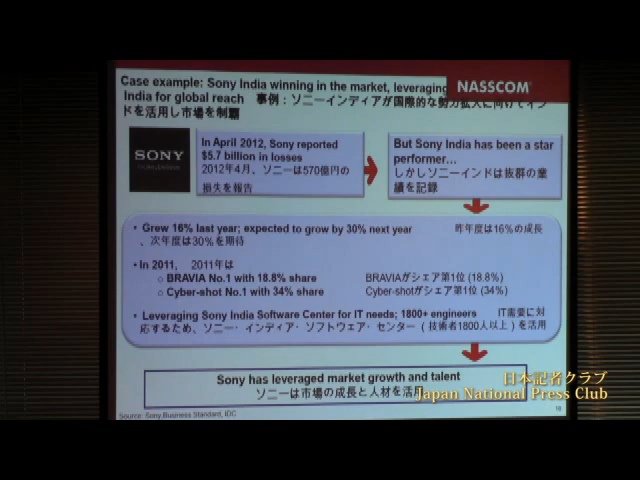 Case example: Sony India winning in the market, leveraging
India for global reach 事例：ソニーインディアが国際的な勢力拡大に向けてイン
ドを活用し市場を制覇
NASSCOM
SONY
In April 2012, Sony reported
$5.7 billion in losses
2012年4月、ソニーは570億円の
損失を報告
But Sony India has been a star
performer…
しかしソニーインドは抜群の業
績を記録
• Grew 16% last year; expected to grow by 30% next year 昨年度は16%の成長
、次年度は30%を期待
• In 2011, 2011年は
○ BRAVIA No.1 with 18.8% share BRAVIAがシェア第1位 (18.8%)
○ Cyber-shot No.1 with 34% share Cyber-shotがシェア第1位 (34%)
• Leveraging Sony India Software Center for IT needs; 1800+ engineers IT需要に対
応するため、ソニー・インディア・ソフトウェア・センター（技術者1800人以上）を活用
Sony has leveraged market growth and talent
ソニーは市場の成長と人材を活用
Source: Sony,Business Standard, IDC
日本記者クラブ
Japan National Press Club